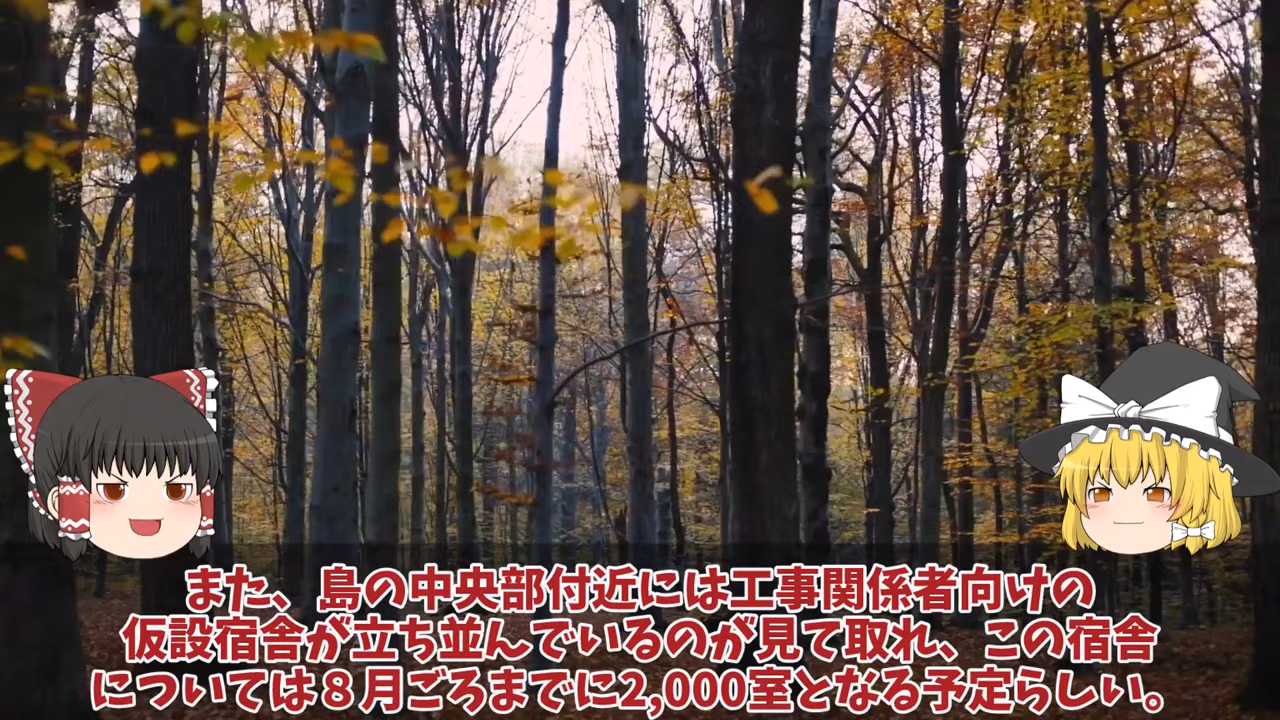 また、島の中央部付近には工事関係者向けの
仮設宿舎が立ち並んでいるのが見て取れ、この宿舎
については８月ごろまでに2,000室となる予定らしい。